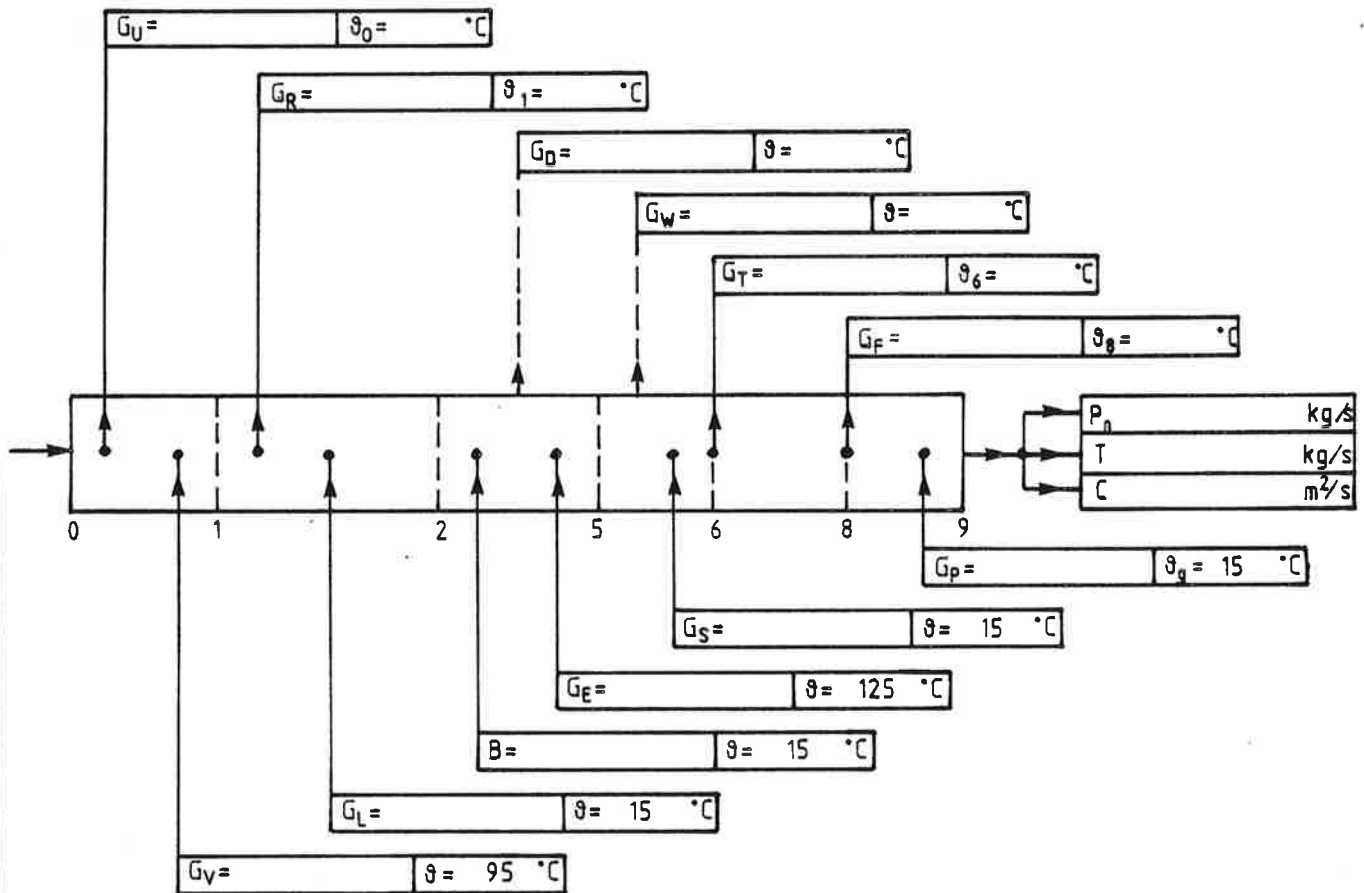 G_U= ϑ_0= °C
G_R= ϑ_1= °C
G_D= ϑ= °C
G_W= ϑ= °C
G_T= ϑ_6= °C
G_F= ϑ_8= °C
P_n kg/s
T kg/s
C m²/s
0 1 2 5 6 8 9
G_P= ϑ_9= 15 °C
G_S= ϑ= 15 °C
G_E= ϑ= 125 °C
B= ϑ= 15 °C
G_L= ϑ= 15 °C
G_V= ϑ= 95 °C